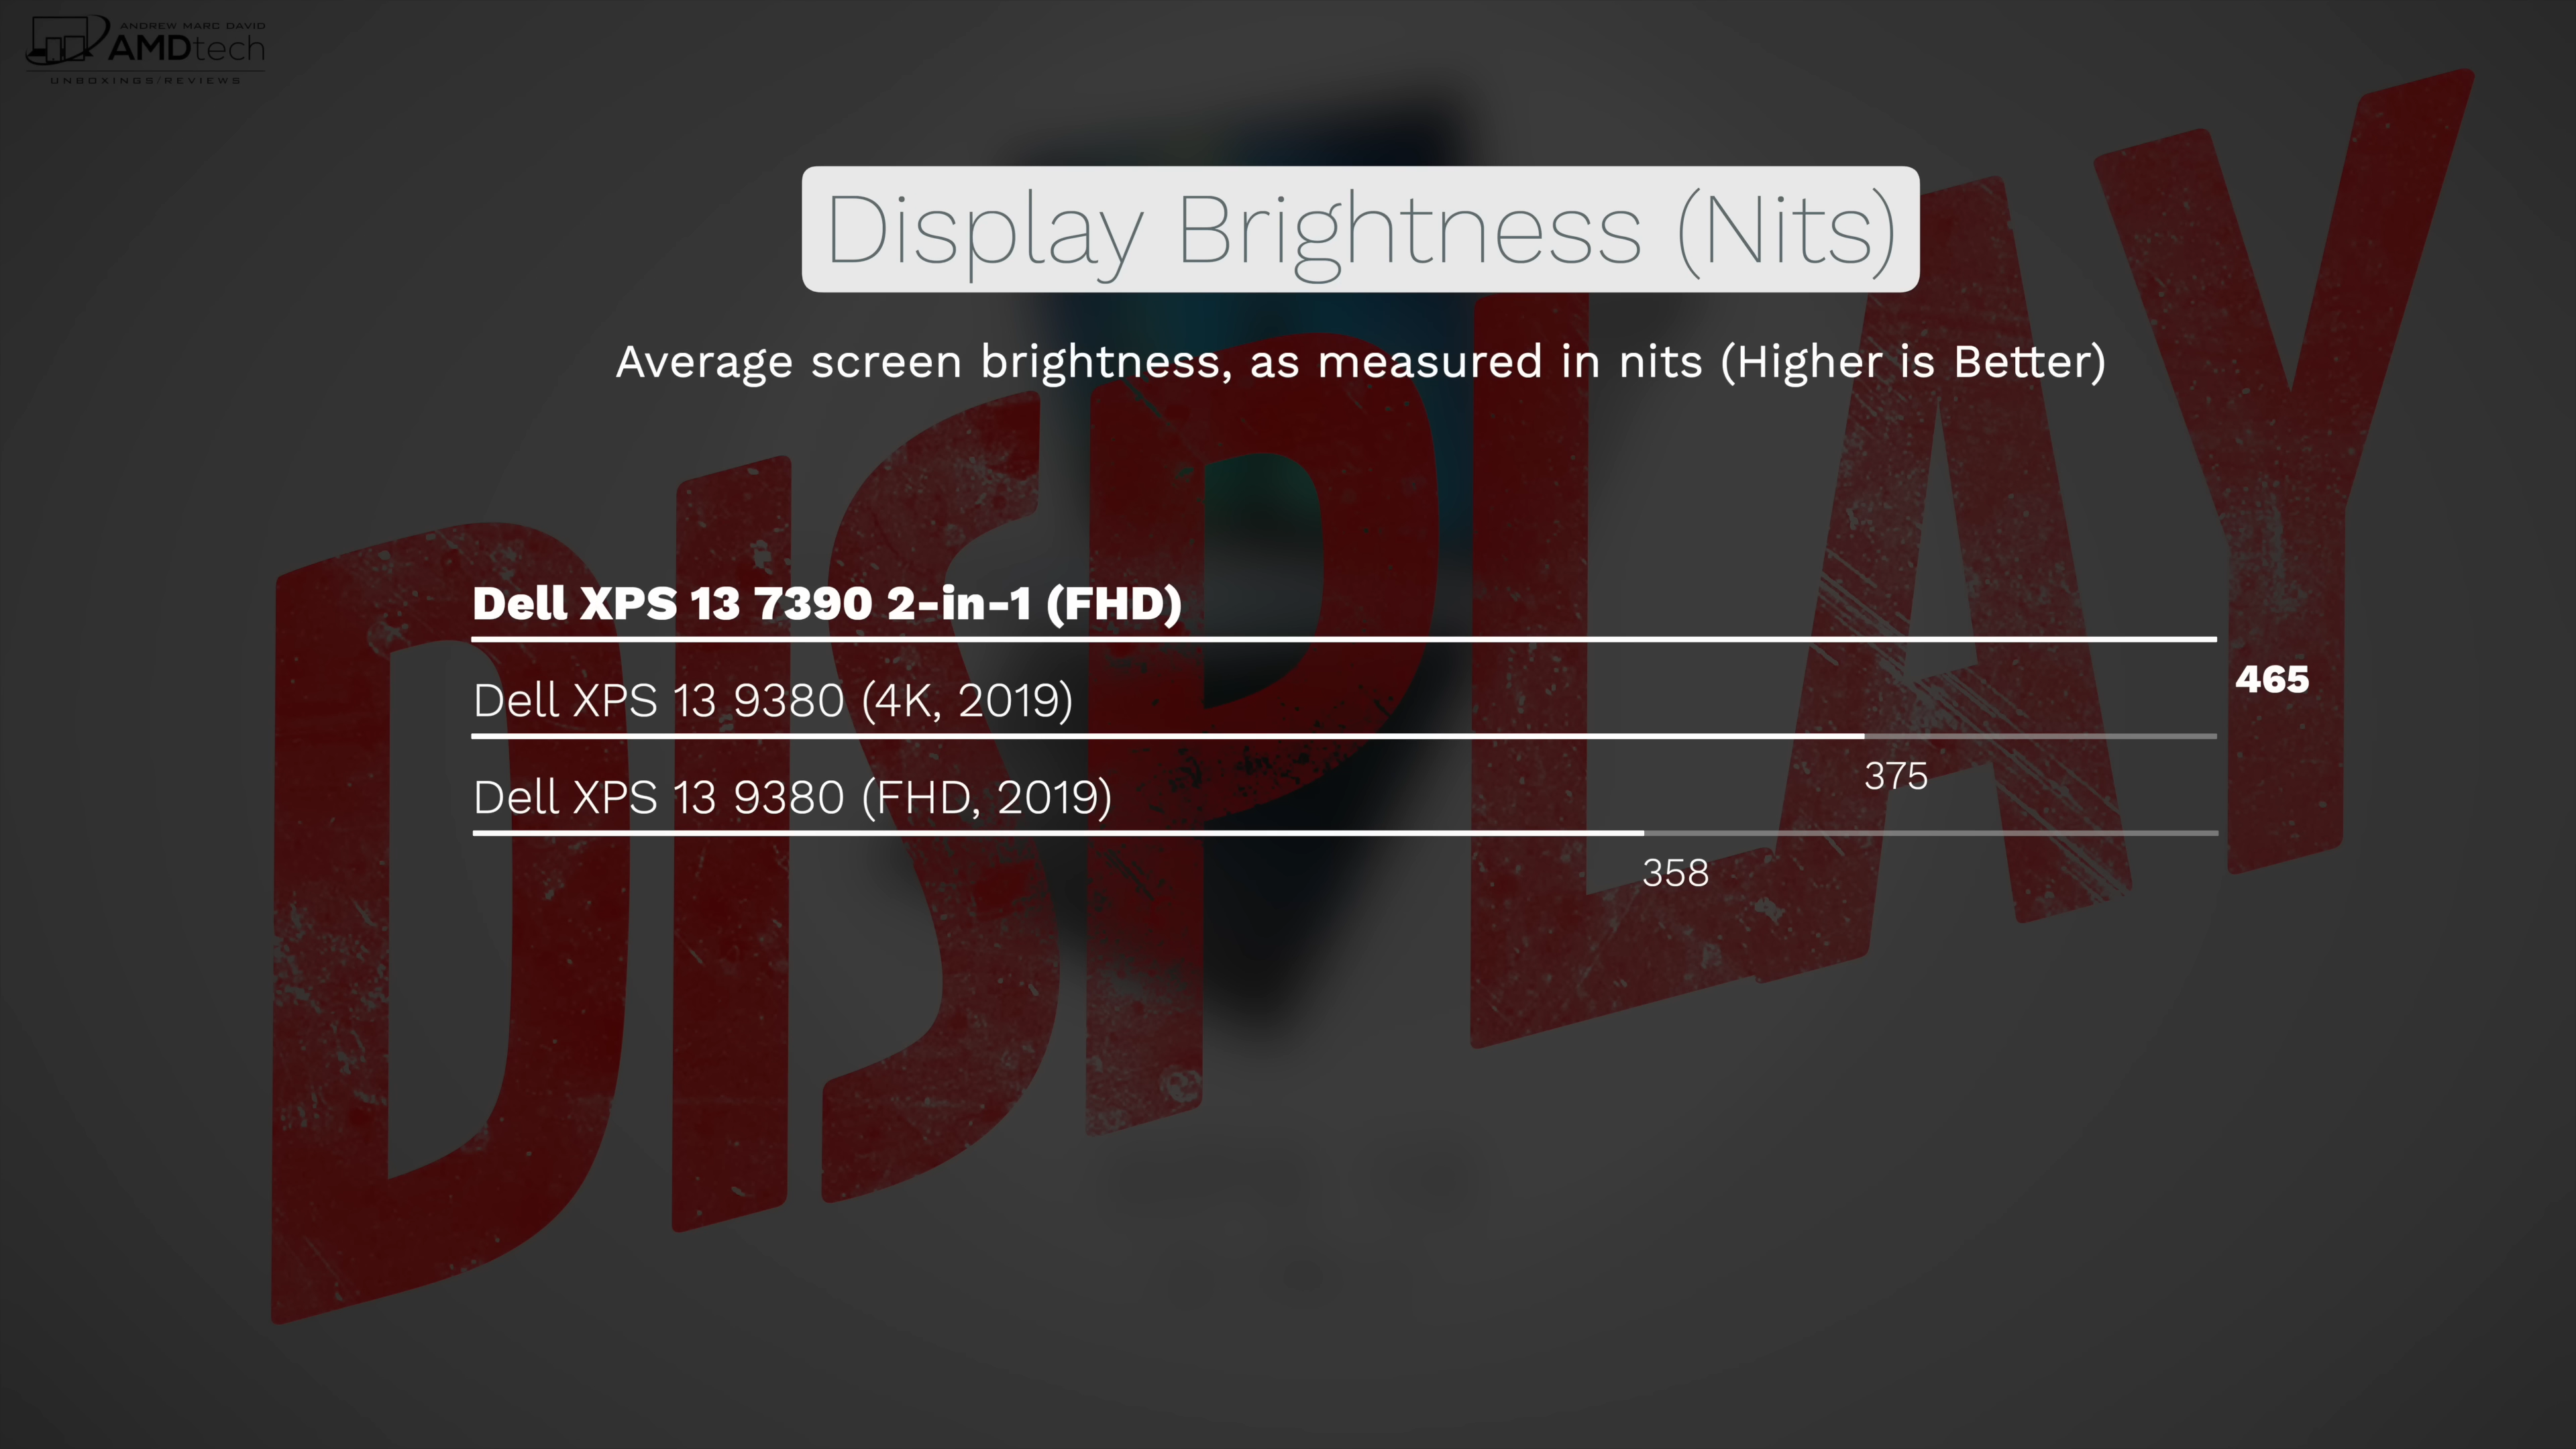 ANDREW MARC DAVID
AMDtech
UNBOXINGS/REVIEWS
DISPLAY
Display Brightness (Nits)
Average screen brightness, as measured in nits (Higher is Better)
Dell XPS 13 7390 2-in-1 (FHD)
465
Dell XPS 13 9380 (4K, 2019)
375
Dell XPS 13 9380 (FHD, 2019)
358